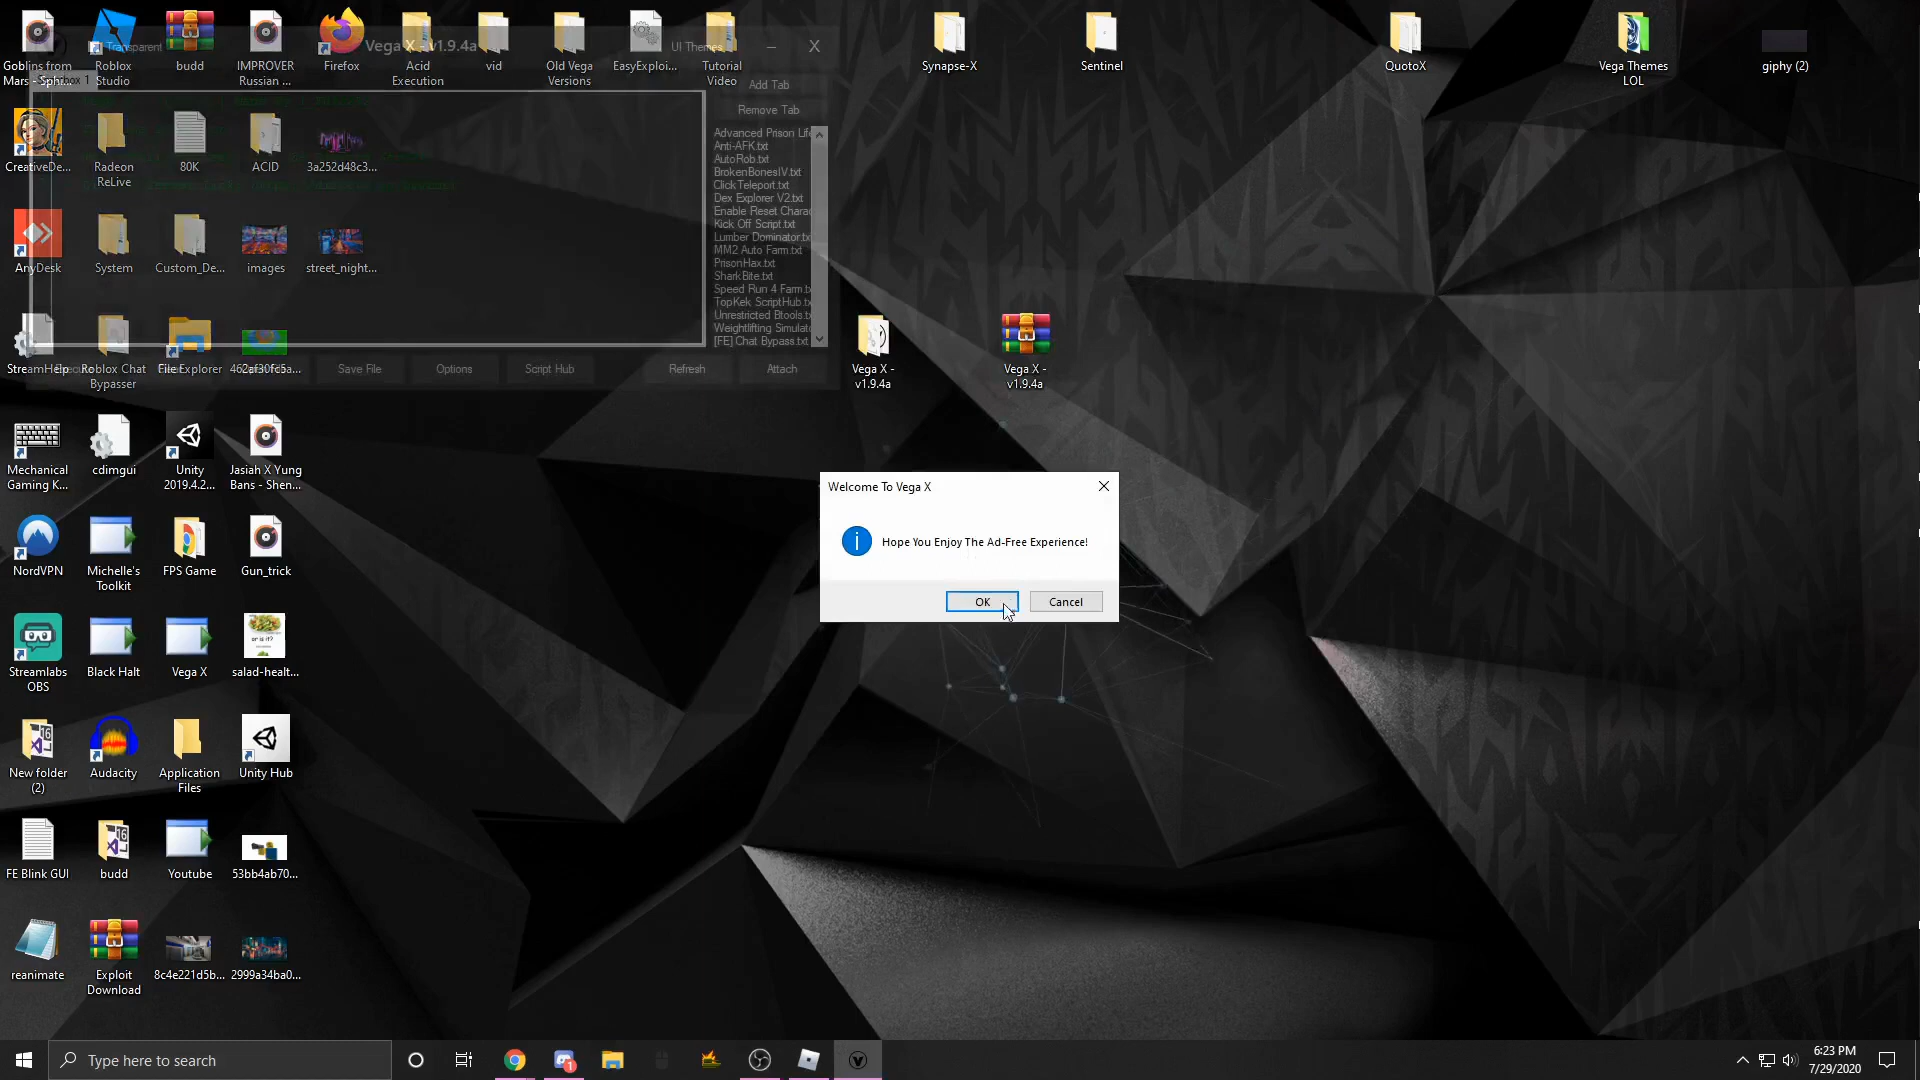 Goblins from
Mars - Sph...
Roblox
Studio
budd
IMPROVER
Russian ...
Firefox
Acid
Execution
vid
Old Vega
Versions
EasyExploi...
Tutorial
Video
Synapse-X
Sentinel
QuotoX
Vega Themes
LOL
giphy (2)
Transparent
Vega X - v1.9.4a
UI Themes
X
Add Tab
Remove Tab
Advanced Prison Life
Anti-AFK.txt
AutoRob.txt
BrokenBonesIV.txt
ClickTeleport.txt
Dex Explorer V2.txt
Enable Reset Charac
Kick Off Script.txt
Lumber Dominator.tx
MM2 Auto Farm.txt
PrisonHax.txt
SharkBite.txt
Speed Run 4 Farm.tx
TopKek ScriptHub.tx
Unrestricted Btools.tx
Weightlifting Simulato
[FE] Chat Bypass.txt
Save File
Options
Script Hub
Refresh
Attach
CreativeDe...
Radeon
ReLive
80K
ACID
3a252d48c3...
AnyDesk
System
Custom_De...
images
street_night...
StreamHelp
Roblox Chat
Bypasser
File Explorer
Vega X -
v1.9.4a
Vega X -
v1.9.4a
Mechanical
Gaming K...
cdimgui
Unity
2019.4.2...
Jasiah X Yung
Bans - Shen...
Welcome To Vega X
Hope You Enjoy The Ad-Free Experience!
OK
Cancel
NordVPN
Michelle's
Toolkit
FPS Game
Gun_trick
Streamlabs
OBS
Black Halt
Vega X
salad-healt...
New folder
(2)
Audacity
Application
Files
Unity Hub
FE Blink GUI
budd
Youtube
53bb4ab70...
reanimate
Exploit
Download
8c4e221d5b...
2999a34ba0...
Type here to search
6:23 PM
7/29/2020